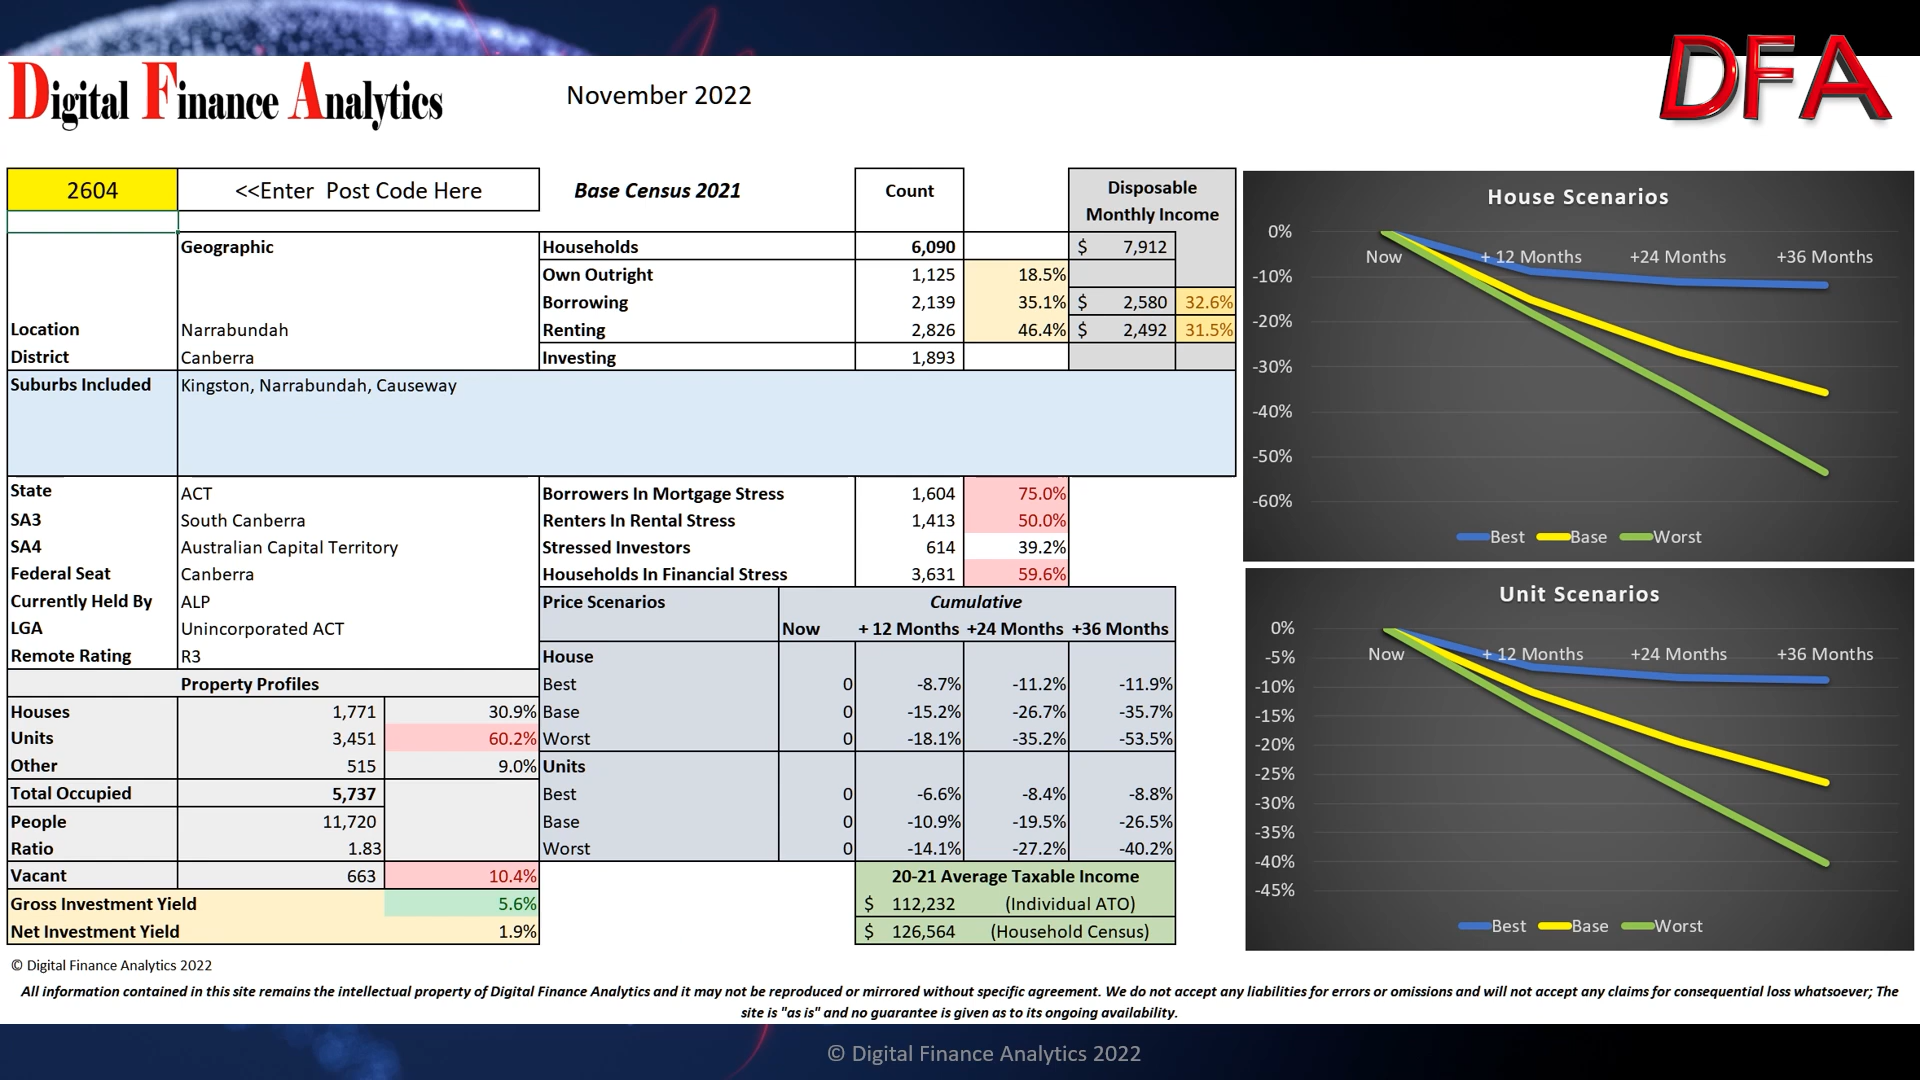 Digital Finance Analytics
November 2022
DFA
2604 <<Enter Post Code Here Base Census 2021 Count Disposable Monthly Income
Geographic Households 6,090 $ 7,912
Own Outright 1,125 18.5%
Borrowing 2,139 35.1% $ 2,580 32.6%
Location Narrabundah Renting 2,826 46.4% $ 2,492 31.5%
District Canberra Investing 1,893
Suburbs Included Kingston, Narrabundah, Causeway
State ACT Borrowers In Mortgage Stress 1,604 75.0%
SA3 South Canberra Renters In Rental Stress 1,413 50.0%
SA4 Australian Capital Territory Stressed Investors 614 39.2%
Federal Seat Canberra Households In Financial Stress 3,631 59.6%
Currently Held By ALP Price Scenarios Cumulative
LGA Unincorporated ACT Now + 12 Months +24 Months +36 Months
Remote Rating R3 House
Property Profiles Best 0 -8.7% -11.2% -11.9%
Houses 1,771 30.9% Base 0 -15.2% -26.7% -35.7%
Units 3,451 60.2% Worst 0 -18.1% -35.2% -53.5%
Other 515 9.0% Units
Total Occupied 5,737 Best 0 -6.6% -8.4% -8.8%
People 11,720 Base 0 -10.9% -19.5% -26.5%
Ratio 1.83 Worst 0 -14.1% -27.2% -40.2%
Vacant 663 10.4% 20-21 Average Taxable Income
Gross Investment Yield 5.6% $ 112,232 (Individual ATO)
Net Investment Yield 1.9% $ 126,564 (Household Census)
House Scenarios
0%
Now + 12 Months +24 Months +36 Months
-10%
-20%
-30%
-40%
-50%
-60%
Best Base Worst
Unit Scenarios
0%
Now + 12 Months +24 Months +36 Months
-5%
-10%
-15%
-20%
-25%
-30%
-35%
-40%
-45%
Best Base Worst
© Digital Finance Analytics 2022
All information contained in this site remains the intellectual property of Digital Finance Analytics and it may not be reproduced or mirrored without specific agreement. We do not accept any liabilities for errors or omissions and will not accept any claims for consequential loss whatsoever; The
site is "as is" and no guarantee is given as to its ongoing availability.
© Digital Finance Analytics 2022